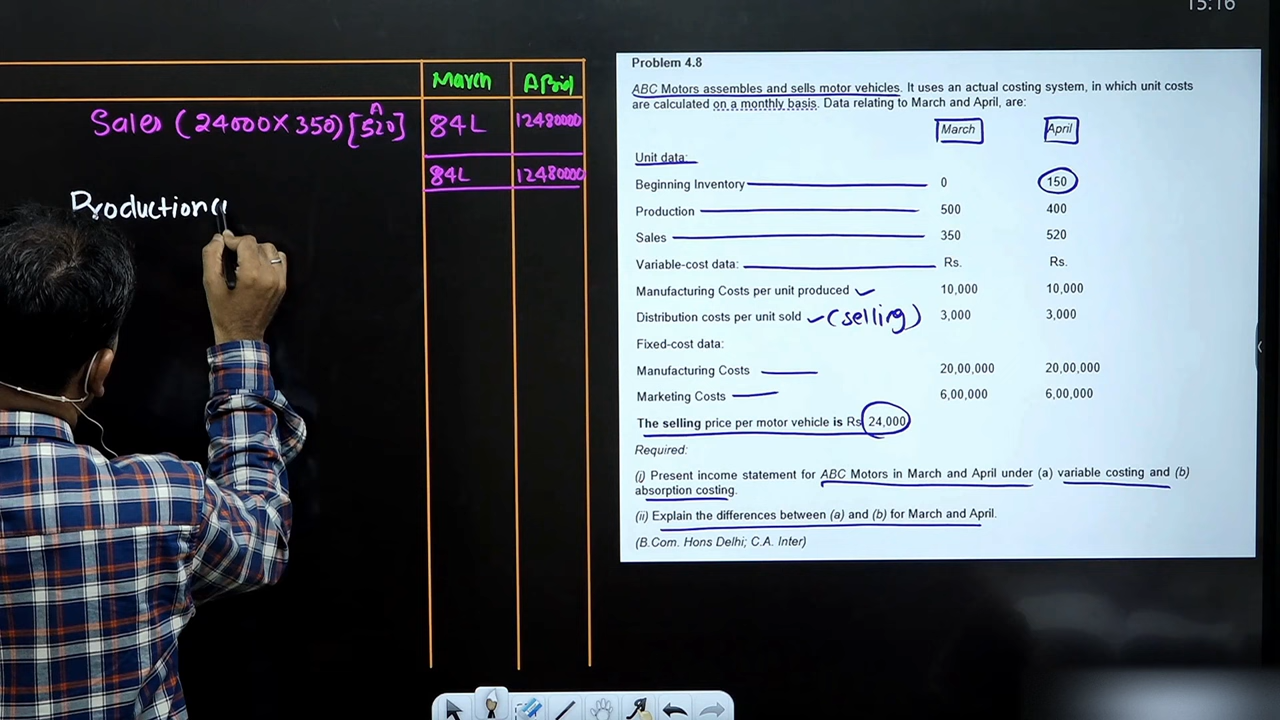 15:16
March April
Sales (24000×350)[520] A 84L 12480000
84L 12480000
Production (
Problem 4.8
ABC Motors assembles and sells motor vehicles. It uses an actual costing system, in which unit costs
are calculated on a monthly basis. Data relating to March and April, are:
March April
Unit data:
Beginning Inventory 0 150
Production 500 400
Sales 350 520
Variable-cost data: Rs. Rs.
Manufacturing Costs per unit produced 10,000 10,000
Distribution costs per unit sold (selling) 3,000 3,000
Fixed-cost data:
Manufacturing Costs 20,00,000 20,00,000
Marketing Costs 6,00,000 6,00,000
The selling price per motor vehicle is Rs 24,000
Required:
(i) Present income statement for ABC Motors in March and April under (a) variable costing and (b)
absorption costing.
(ii) Explain the differences between (a) and (b) for March and April.
(B.Com. Hons Delhi; C.A. Inter)